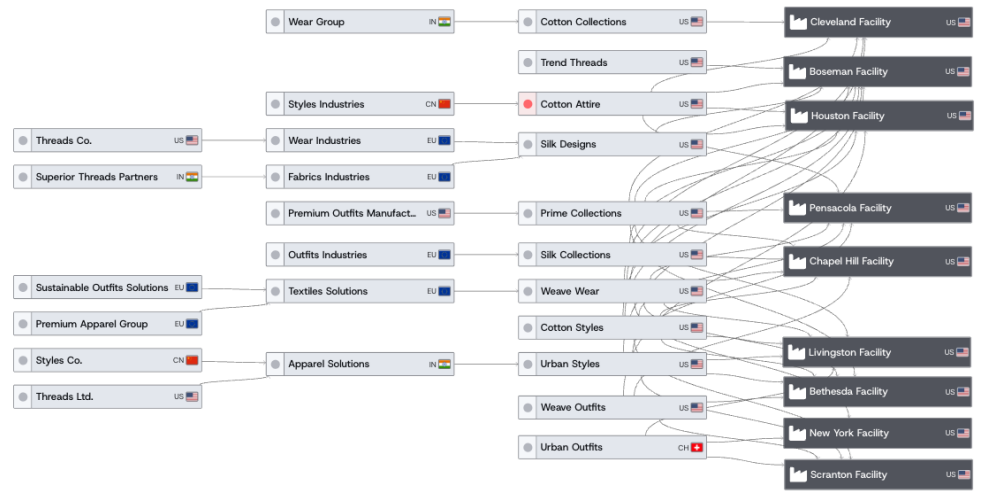 Wear Group IN
Cotton Collections US
Cleveland Facility US
Trend Threads US
Boseman Facility US
Styles Industries CN
Cotton Attire US
Houston Facility US
Threads Co. US
Wear Industries EU
Silk Designs US
Superior Threads Partners IN
Fabrics Industries EU
Premium Outfits Manufact... US
Prime Collections US
Pensacola Facility US
Outfits Industries EU
Silk Collections US
Chapel Hill Facility US
Sustainable Outfits Solutions EU
Textiles Solutions EU
Weave Wear US
Premium Apparel Group EU
Cotton Styles US
Styles Co. CN
Apparel Solutions IN
Urban Styles US
Livingston Facility US
Threads Ltd. US
Bethesda Facility US
Weave Outfits US
New York Facility US
Urban Outfits CH
Scranton Facility US